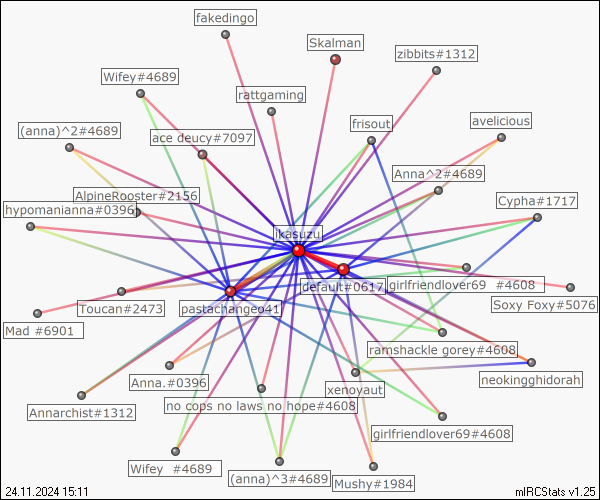 fakedingo
Skalman
zibbits#1312
Wifey#4689
rattgaming
frisout
avelicious
(anna)^2#4689
ace deucy#7097
Anna^2#4689
AlpineRooster#2156
Cypha#1717
hypomanianna#0396
ikasuzu
default#0617
girlfriendlover69 #4608
Toucan#2473
pastachangeo41
Soxy Foxy#5076
Mad #6901
ramshackle gorey#4608
Anna.#0396
neokingghidorah
xenoyaut
no cops no laws no hope#4608
Annarchist#1312
girlfriendlover69#4608
Wifey #4689
(anna)^3#4689
Mushy#1984
24.11.2024 15:11
mIRCStats v1.25